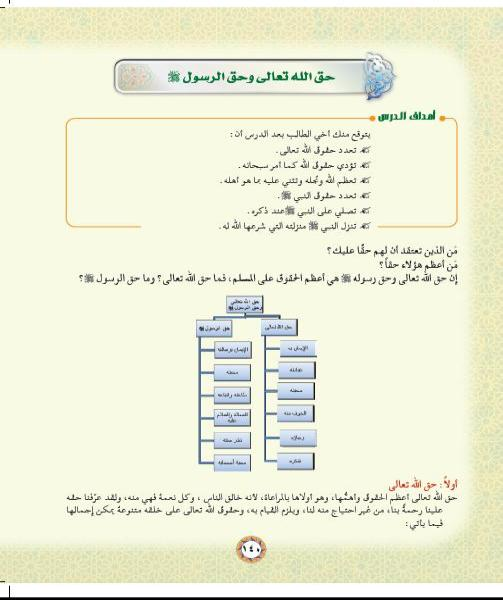 حق الله تعالى وحق الرسول ﷺ
أهداف الدرس
يتوقع منك أخي الطالب بعد الدرس أن :
تعدد حقوق الله تعالى .
تؤدي حقوق الله كما أمر سبحانه .
تعظم الله وتجله وتثني عليه بما هو أهله .
تعدد حقوق النبي ﷺ .
تصلي على النبي ﷺ عند ذكره .
تنزل النبي ﷺ منزلته التي شرعها الله له .
مَن الذين تعتقد أن لهم حقًا عليك؟
مَن أعظم هؤلاء حقاً؟
إن حق الله تعالى وحق رسوله ﷺ هي أعظم الحقوق على المسلم، فما حق الله تعالى؟ وما حق الرسول ﷺ؟
حق الله تعالى
وحق الرسول ﷺ
حق الله تعالى
الإيمان به
عبادته
محبته
الخوف منه
رجاؤه
شكره
حق الرسول ﷺ
الإيمان برسالته
محبته
طاعته واتباعه
الصلاة والسلام
عليه
نشر سنته
محبة أصحابه
أولاً : حق الله تعالى
حق الله تعالى أعظم الحقوق وأهمُّها، وهو أولاها بالمراعاة، لأنه خالق الناس ، وكل نعمة فهي منه، ولقد عرَّفنا حقه
علينا رحمةً بنا، من غير احتياج منه لنا، ويلزم القيام به، وحقوق الله تعالى على خلقه متنوعة يمكن إجمالها
فيما يأتي:
١٤٠